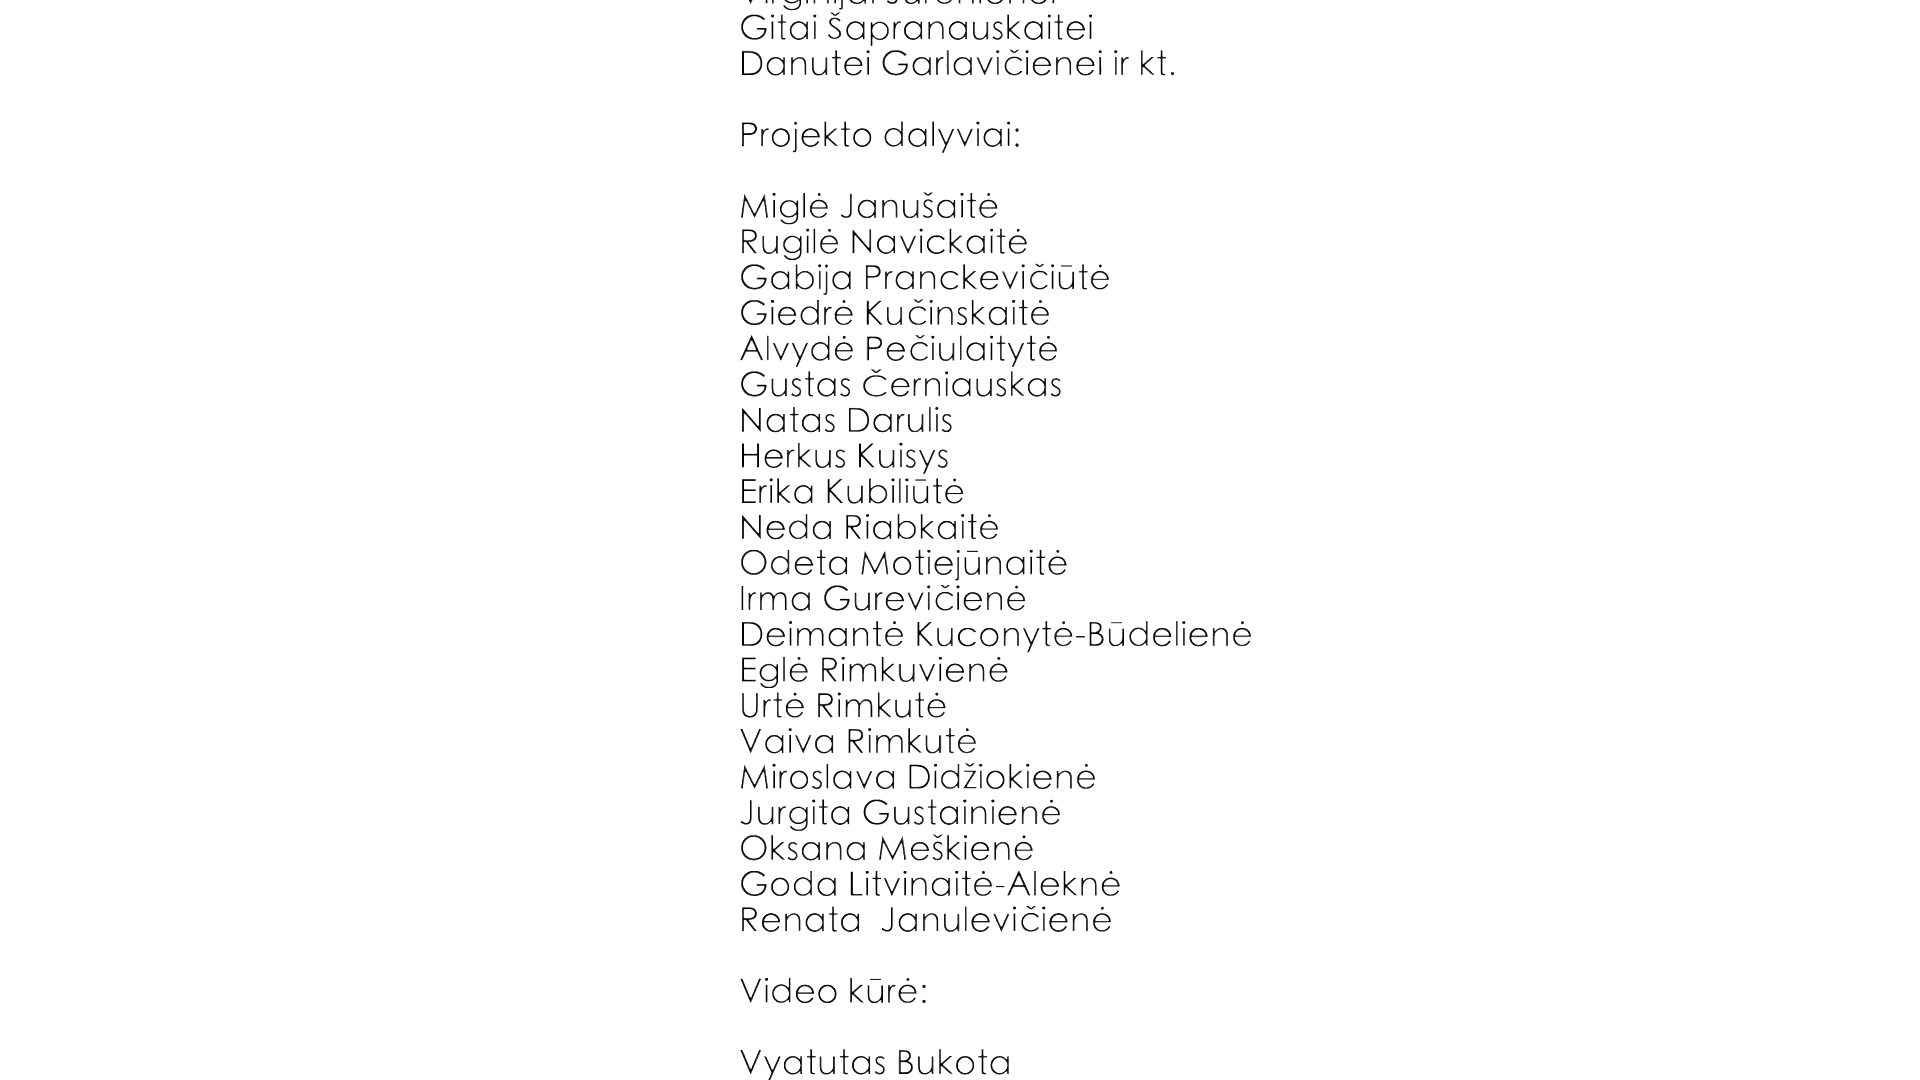 Gitai Šapranauskaitei
Danutei Garlavičienei ir kt.
Projekto dalyviai:
Miglė Janušaitė
Rugilė Navickaitė
Gabija Pranckevičiūtė
Giedrė Kučinskaitė
Alvydė Pečiulaitytė
Gustas Černiauskas
Natas Darulis
Herkus Kuisys
Erika Kubiliūtė
Neda Riabkaitė
Odeta Motiejūnaitė
Irma Gurevičienė
Deimantė Kuconytė-Būdelienė
Eglė Rimkuvienė
Urtė Rimkutė
Vaiva Rimkutė
Miroslava Didžiokienė
Jurgita Gustainienė
Oksana Meškienė
Goda Litvinaitė-Aleknė
Renata  Janulevičienė
Video kūrė:
Vyatutas Bukota